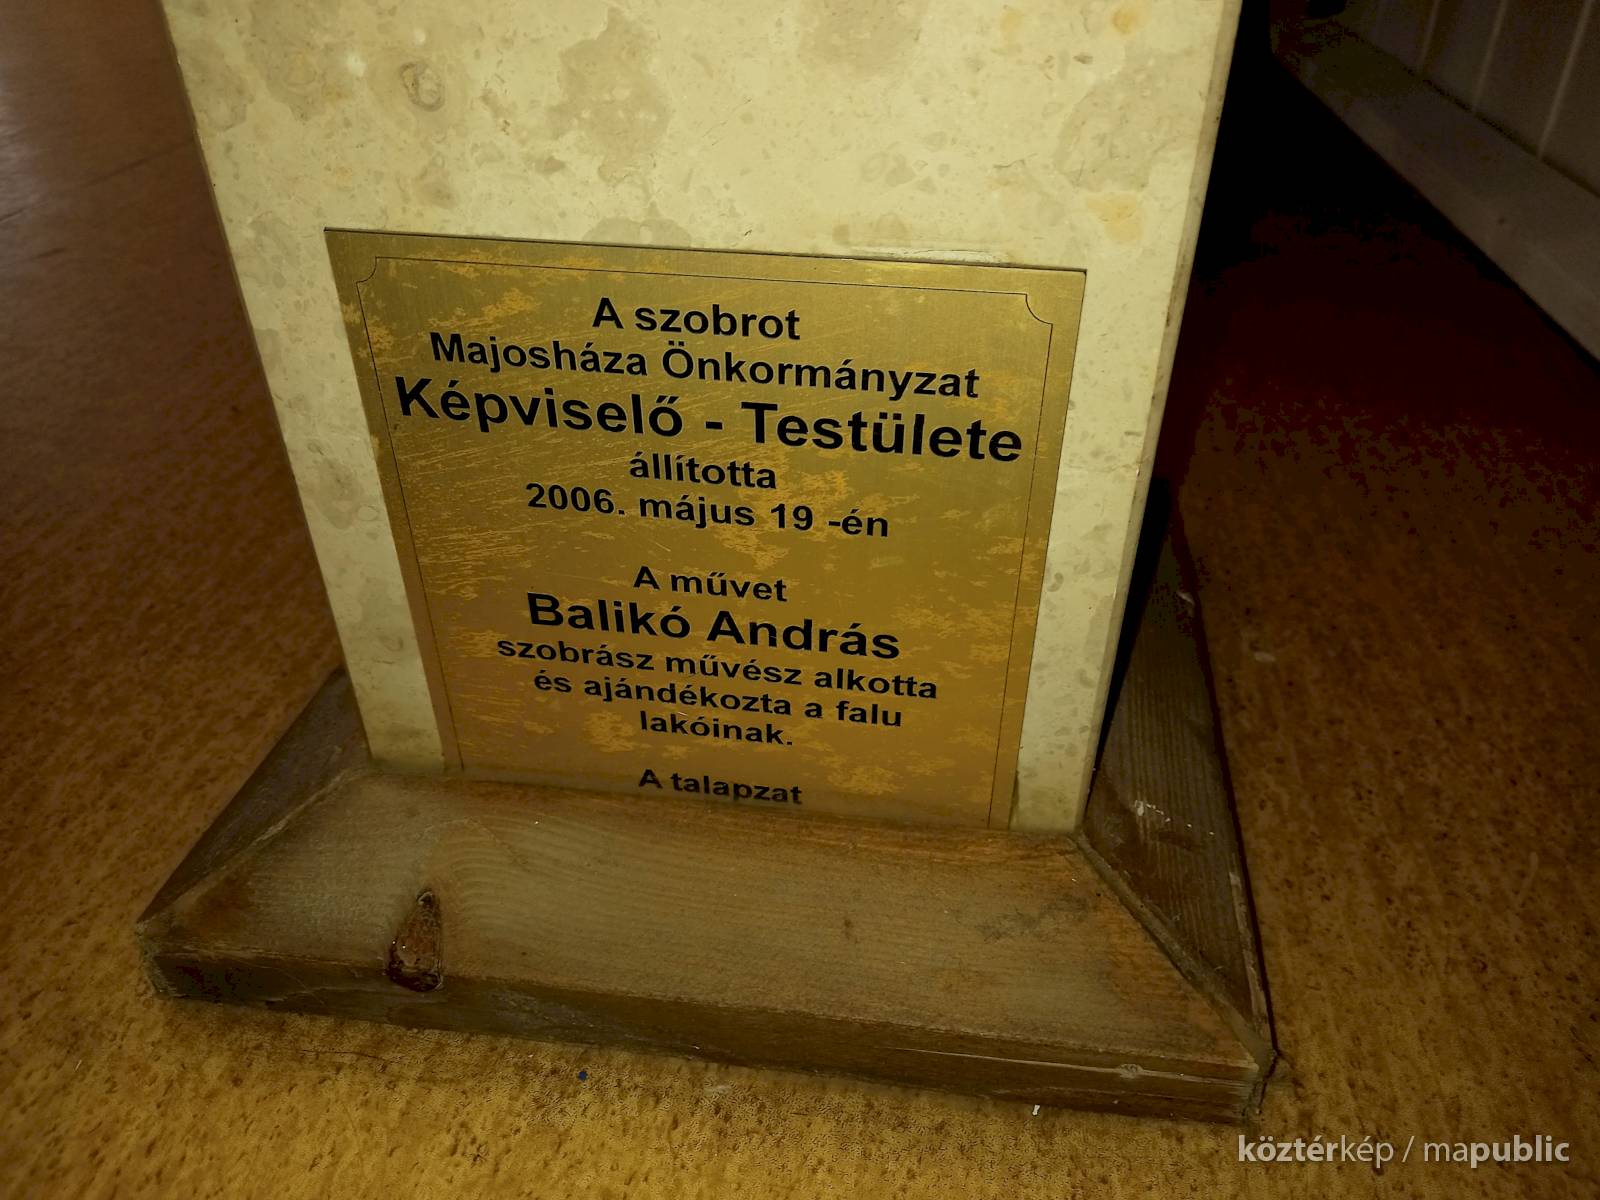 A szobrot
Majosháza Önkormányzat
Képviselő - Testülete
állította
2006. május 19 -én
A művet
Balikó András
szobrász művész alkotta
és ajándékozta a falu
lakóinak.
A talapzat
köztérkép / mapublic